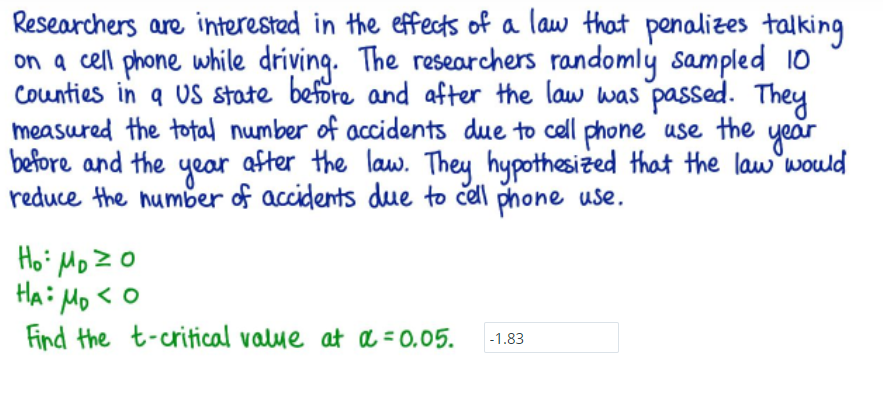 Researchers are interested in the effects of a law that penalizes talking
on a cell phone while driving. The researchers randomly sampled 10
Counties in a US state before and after the law was passed. They
measured the total number of accidents due to cell phone use the year
before and the year after the law. They hypothesized that the law would
reduce the number of accidents due to cell phone use.
H₀: μ_D ≥ 0
H_A: μ_D < 0
Find the t-critical value at α = 0.05. -1.83